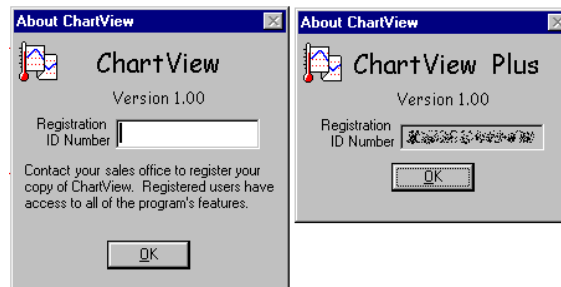 About ChartView
ChartView
Version 1.00
Registration
ID Number
Contact your sales office to register your
copy of ChartView. Registered users have
access to all of the program's features.
OK
About ChartView
ChartView Plus
Version 1.00
Registration
ID Number
OK